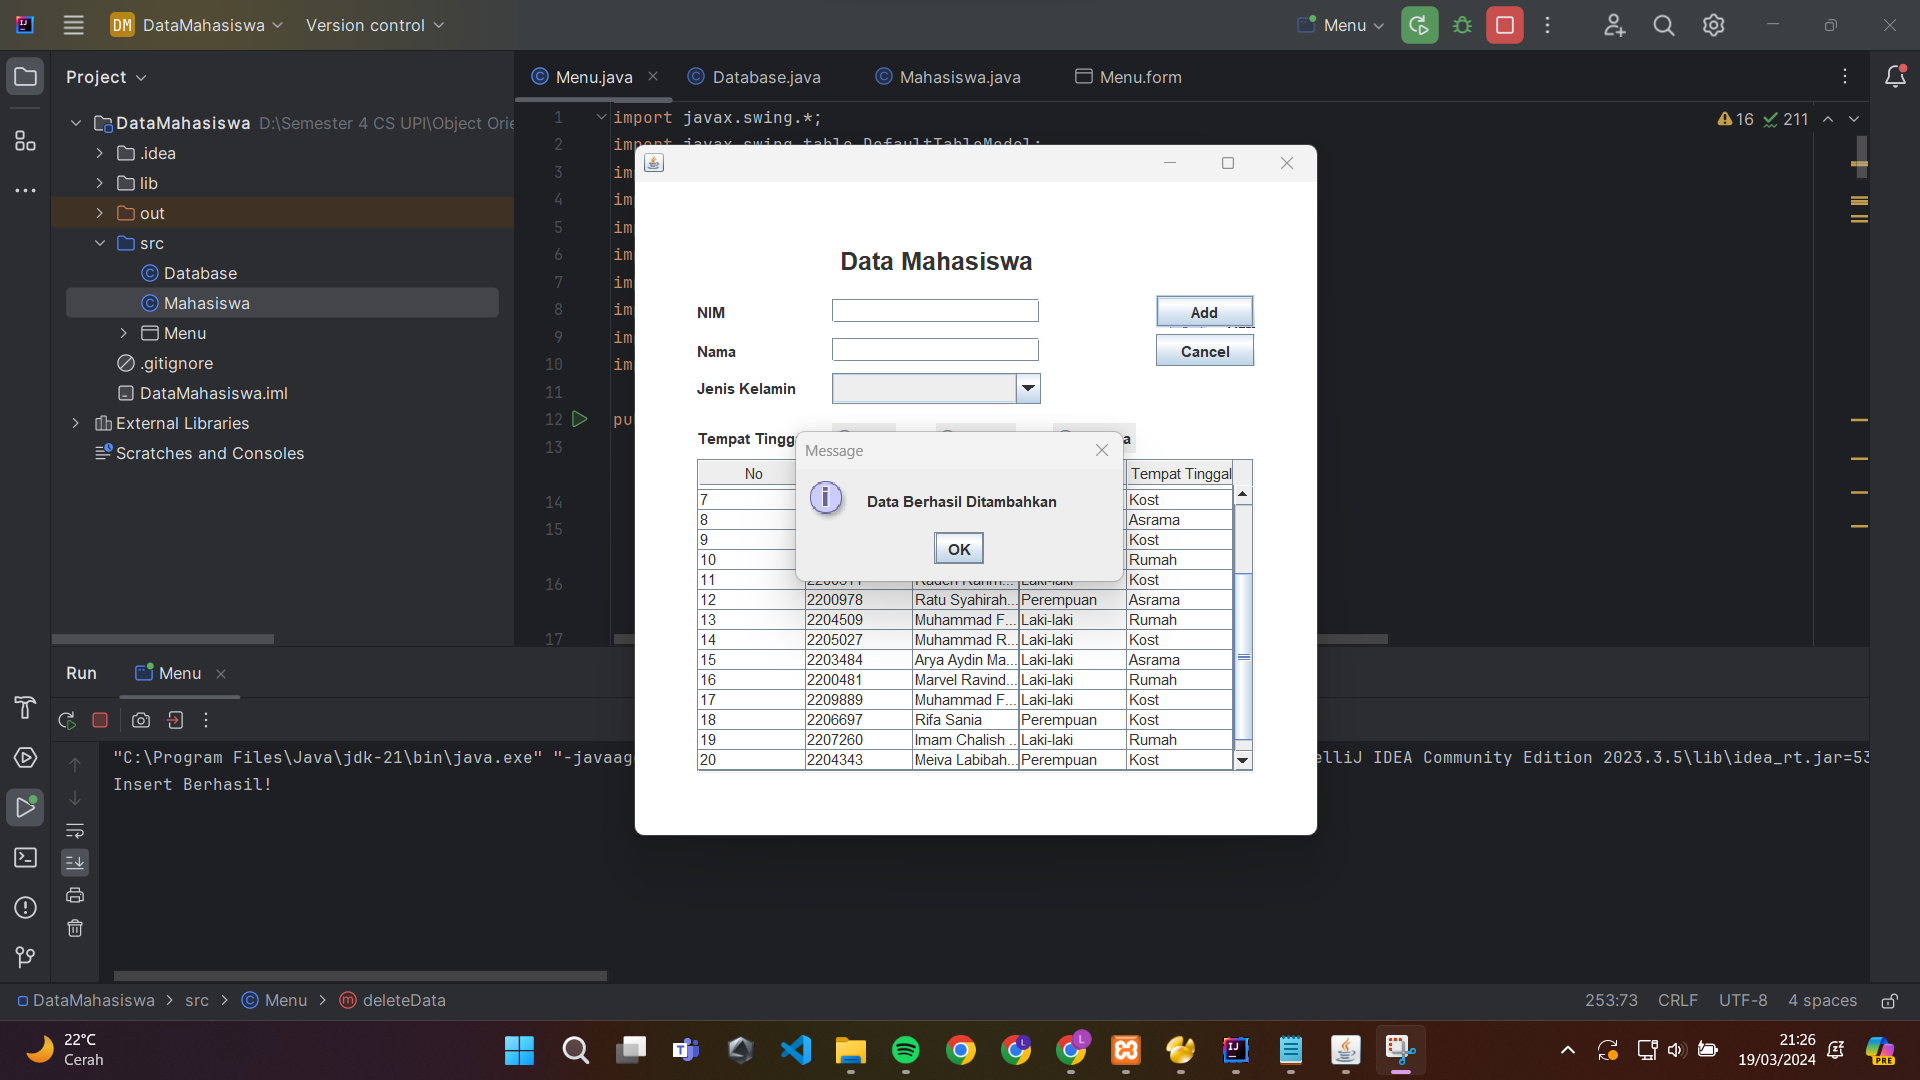 DM DataMahasiswa Version control Menu
Project
Menu.java Database.java Mahasiswa.java Menu.form
DataMahasiswa D:\Semester 4 CS UPI\Object Orie
.idea
lib
out
src
Database
Mahasiswa
Menu
.gitignore
DataMahasiswa.iml
External Libraries
Scratches and Consoles
1 import javax.swing.*;
16 211
2 import javax.swing.table.DefaultTableModel;
3 im
4 im
5 im
6 im
7 im
8 im
9 im
10 im
11
12 pu
13
14
15
16
17
Data Mahasiswa
NIM Add
Nama Cancel
Jenis Kelamin
Tempat Tingg a
Message
Data Berhasil Ditambahkan
OK
No Tempat Tinggal
7 Kost
8 Asrama
9 Kost
10 Rumah
11 Kost
12 2200978 Ratu Syahirah... Perempuan Asrama
13 2204509 Muhammad F... Laki-laki Rumah
14 2205027 Muhammad R... Laki-laki Kost
15 2203484 Arya Aydin Ma... Laki-laki Asrama
16 2200481 Marvel Ravind... Laki-laki Rumah
17 2209889 Muhammad F... Laki-laki Kost
18 2206697 Rifa Sania Perempuan Kost
19 2207260 Imam Chalish ... Laki-laki Rumah
20 2204343 Meiva Labibah... Perempuan Kost
Run Menu
"C:\Program Files\Java\jdk-21\bin\java.exe" "-javaag elliJ IDEA Community Edition 2023.3.5\lib\idea_rt.jar=53
Insert Berhasil!
DataMahasiswa > src > Menu > deleteData
253:73 CRLF UTF-8 4 spaces
22°C
Cerah
21:26
19/03/2024
PRE